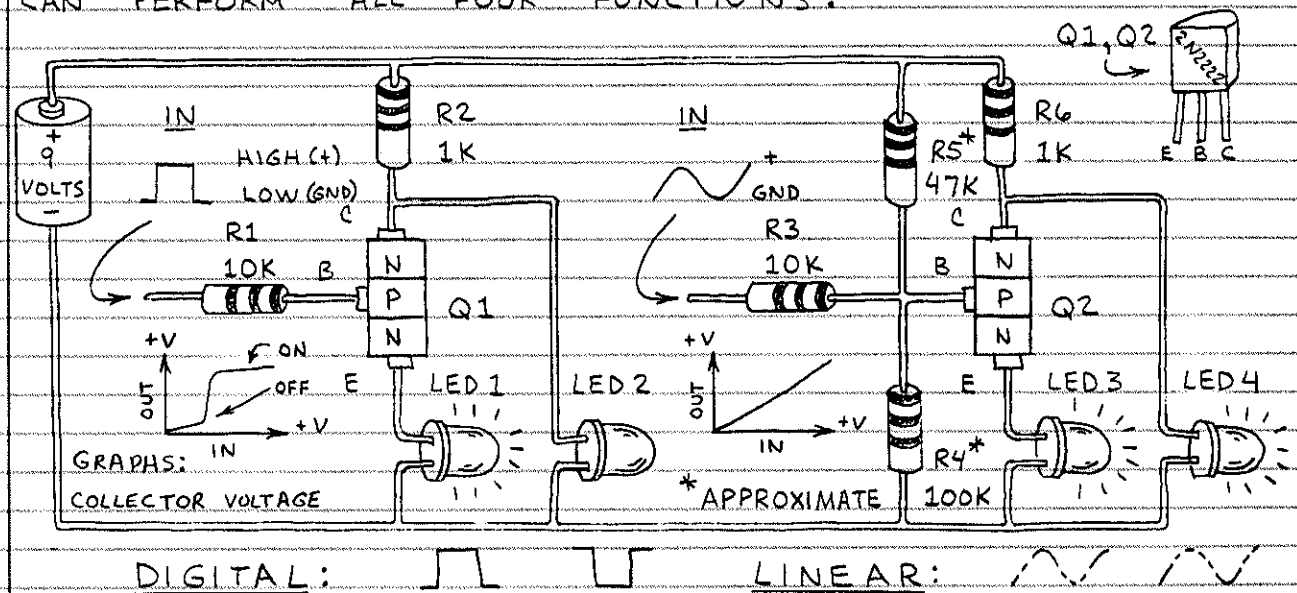 CAN PERFORM ALL FOUR FUNCTIONS.
Q1, Q2
2N2222
E B C
+
9
VOLTS
-
IN
HIGH (+)
LOW (GND)
R1
10K
R2
1K
C
B
E
N
P
N
Q1
+V
OUT
ON
OFF
IN
+V
LED 1
LED 2
GRAPHS:
COLLECTOR VOLTAGE
IN
+
GND
R3
10K
R5*
47K
R6
1K
C
B
E
N
P
N
Q2
+V
OUT
IN
+V
R4*
100K
*APPROXIMATE
LED 3
LED 4
DIGITAL:
LINEAR: